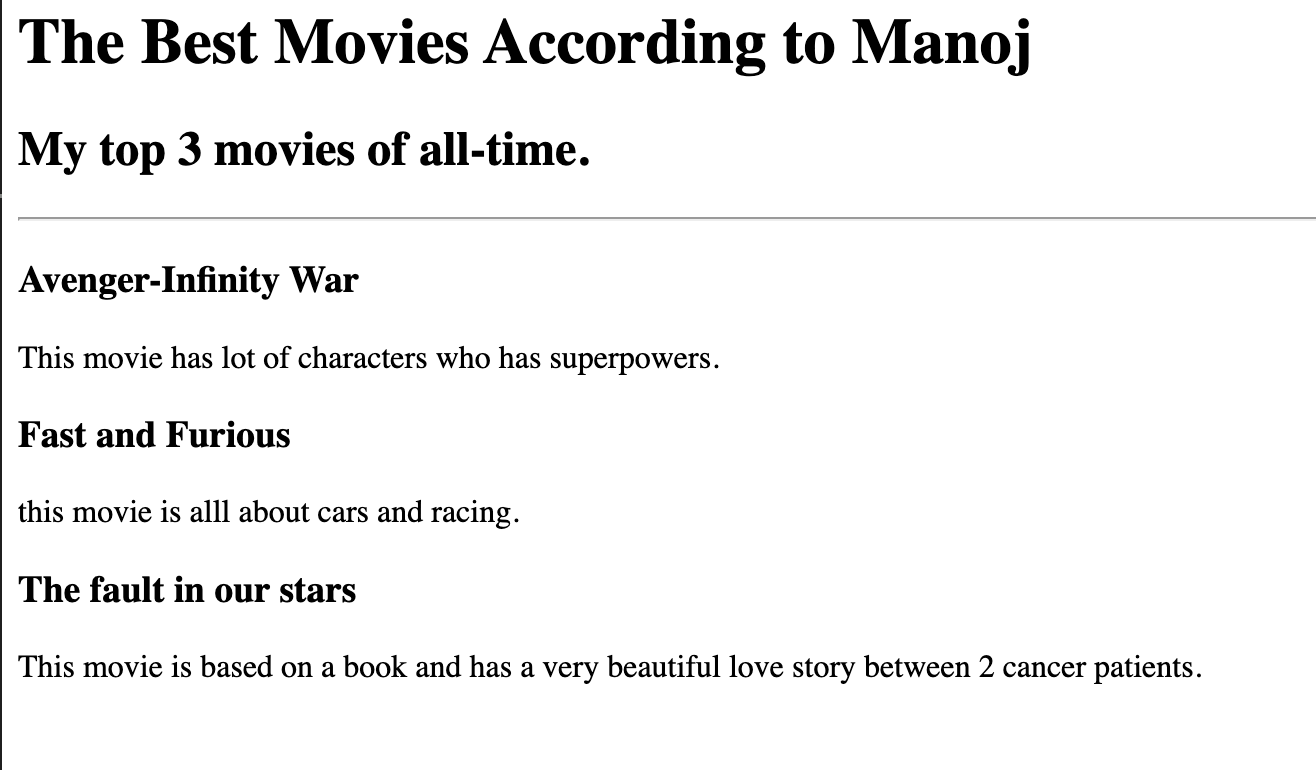 The Best Movies According to Manoj
My top 3 movies of all-time.
Avenger-Infinity War
This movie has lot of characters who has superpowers.
Fast and Furious
this movie is alll about cars and racing.
The fault in our stars
This movie is based on a book and has a very beautiful love story between 2 cancer patients.